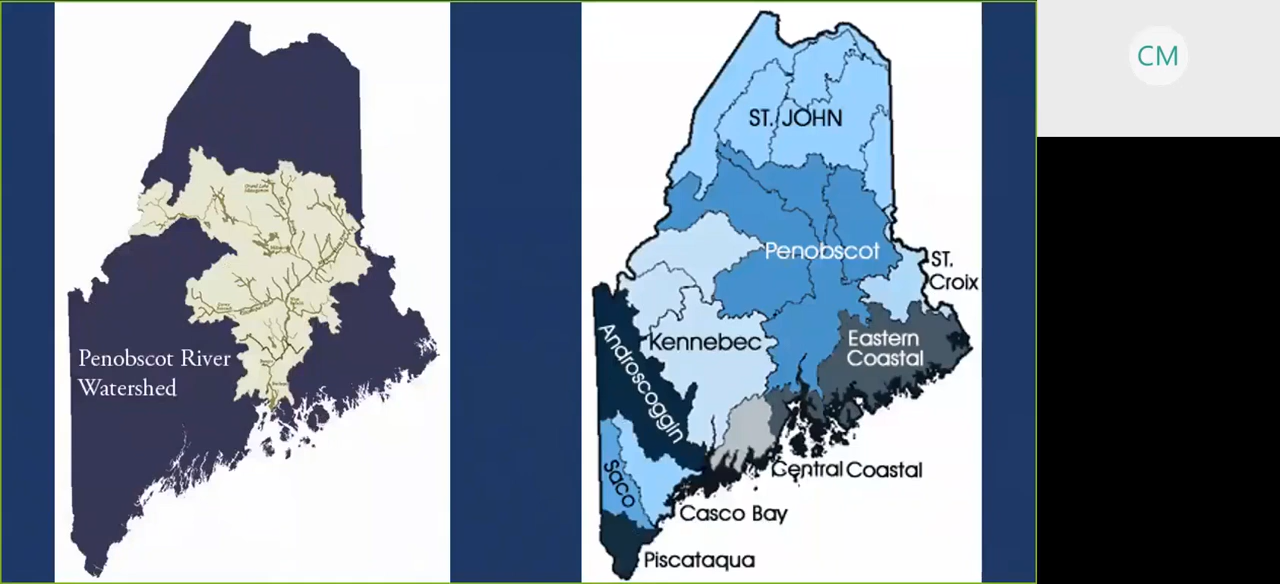 Penobscot River
Watershed
ST. JOHN
Penobscot
ST.
Croix
Kennebec
Eastern
Coastal
Androscoggin
Saco
Central Coastal
Casco Bay
Piscataqua
CM